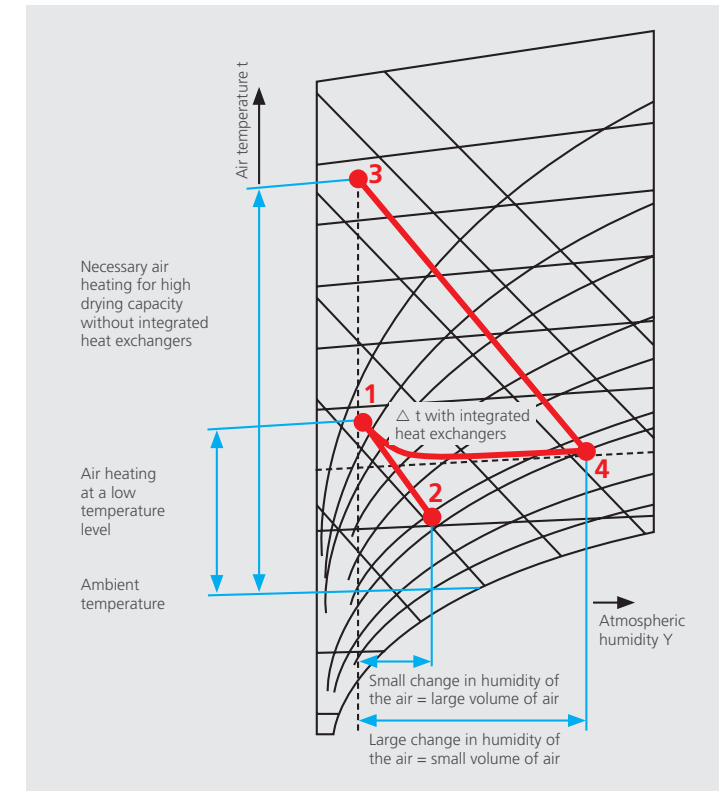 Air temperature t
3
Necessary air
heating for high
drying capacity
without integrated
heat exchangers
1
△ t with integrated
heat exchangers
4
Air heating
at a low
temperature
level
2
Ambient
temperature
Atmospheric
humidity Y
Small change in humidity of
the air = large volume of air
Large change in humidity of
the air = small volume of air